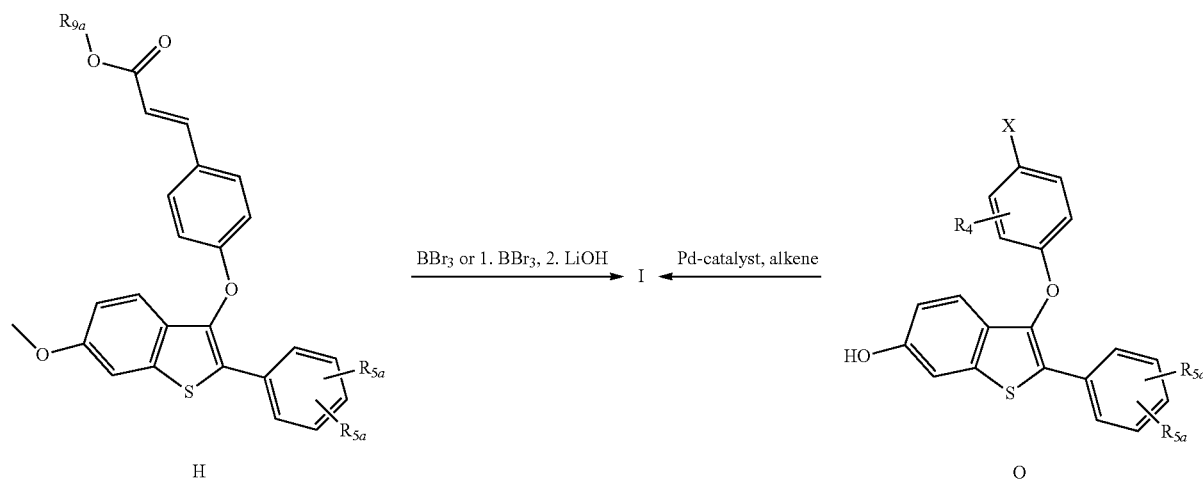 R9a
O
O
X
R4
BBr3 or 1. BBr3, 2. LiOH
I
Pd-catalyst, alkene
O
O
O
HO
R5a
R5a
S
S
R5a
R5a
H
O